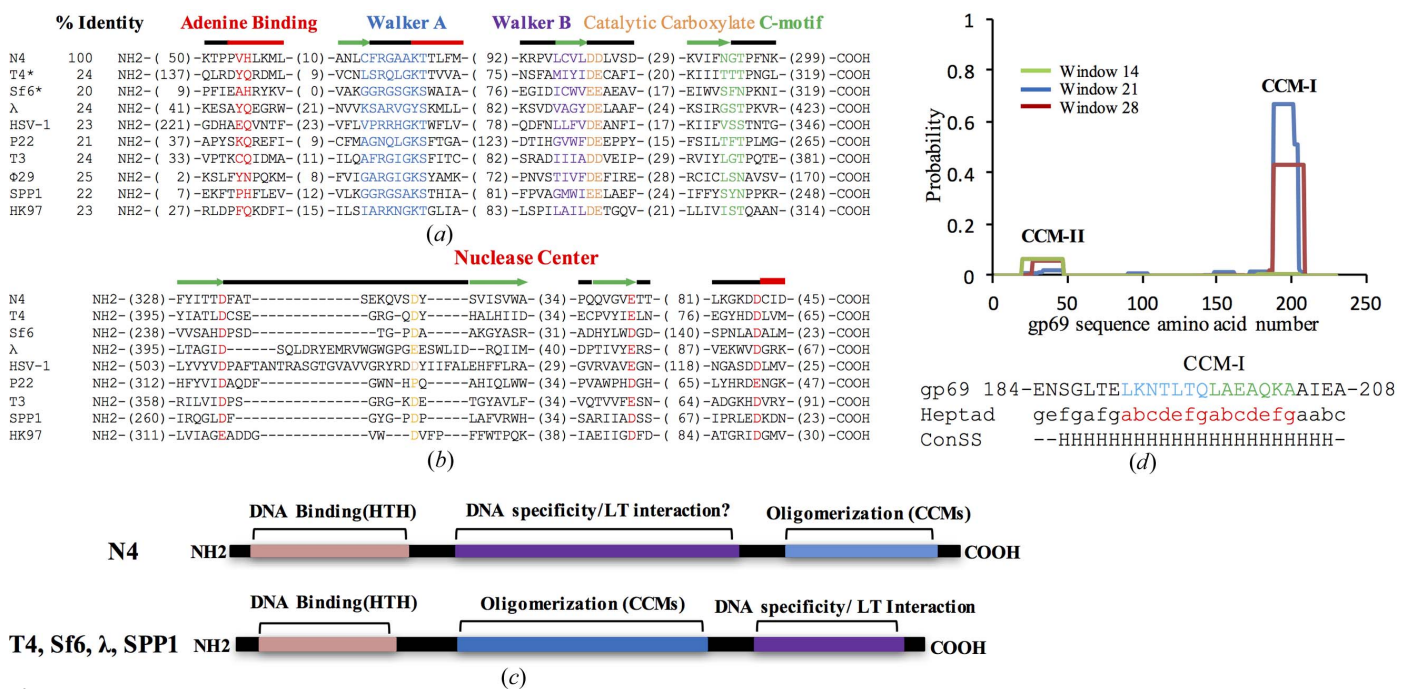 % Identity Adenine Binding Walker A Walker B Catalytic Carboxylate C-motif
N4 100 NH2-( 50)-KTPPVHLKML-(10)-ANLCFRGAAKTTLFM-( 92)-KRPVLCVLDDLVSD-(29)-KVIFNGTPFNK-(299)-COOH
T4* 24 NH2-(137)-QLRDYQRDML-( 9)-VCNLSRQLGKTTVVA-( 65)-NSFAMIYIDECAFI-(20)-KIIITTTPNGL-(319)-COOH
Sf6* 20 NH2-( 9)-PFIEAHRYKV-( 0)-IKKGGRGSGKSWAIA-( 76)-EGIDICWVEEAEAV-(15)-EIWFSFNPKNI-(319)-COOH
λ 24 NH2-( 41)-KESAYQEGRW-( 2)-NVVKSARVGYSKMLL-( 82)-KSVDVAGYDELAAF-(24)-KSIRGSTPKVR-(423)-COOH
HSV-1 23 NH2-(221)-GDHAEQVNTF-(23)-VFLVPRRHGKTWFLV-( 78)-QDFNLLFVDEANFI-(17)-KIIFVSSTNTG-(346)-COOH
P22 21 NH2-( 37)-APYSKQREFI-( 9)-CFMAGNQLGKSFTGA-(123)-DTIHGVWFDEEPPY-(15)-FSILTFTPLMG-(265)-COOH
T3 24 NH2-( 33)-VPTKCQIDMA-(11)-ILQAFRGIGKSFITC-( 82)-SRADIIIADDVEIP-(29)-RVIYLGTPQTE-(381)-COOH
Φ29 25 NH2-( 2)-KSLFYNPQKM-( 8)-FVIGGRGIGKSYAMK-( 72)-PNVSTIVFDEFIRE-(28)-RCICLSNAVSV-(170)-COOH
SPP1 22 NH2-( 7)-EKFTPHFLEV-(12)-VLKGGRGSAKSTHIA-( 81)-FPVAGMWIEELAEF-(24)-IFFYSYNPPKR-(248)-COOH
HK97 23 NH2-( 27)-RLDPFQKDFI-(15)-ILSIARKNGKTGLIA-( 83)-LSPILAILDETGQV-(21)-LLIVISTQAAN-(314)-COOH
(a)
Nuclease Center
N4 NH2-(328)-FYITTDFAT------------SEKQVSDY-----SVISVWA-(34)-PQQVGVETT-( 81)-LKGKDDCID-(45)-COOH
T4 NH2-(395)-YIATLDCSE------------GRG-QDY-----HALHIID-(34)-ECPVYIELN-( 76)-EGYHDDLVM-(65)-COOH
Sf6 NH2-(238)-VVSAHDPSD------------TG-PDA-----AKGYASR-(31)-ADHYLWDGD-(140)-SPNLADALM-(23)-COOH
λ NH2-(395)-LTAGID-----SQLDRYEMRVWGWGPGEESWLID--RQIIM-(40)-DPTIVYERS-( 87)-VEKWVDGRK-(67)-COOH
HSV-1 NH2-(503)-LYVYVDPAFTANTRASGTGVAVVGRYRDDYIIFALEHFFLRA-(29)-GVRVAVEGN-(118)-NGASDDLMV-(51)-COOH
P22 NH2-(312)-HFYVIDAQDF-----------GWN-HPQ-----AHIQLWW-(34)-PVAWPHDGH-( 65)-LYHRDENGK-(47)-COOH
T3 NH2-(358)-RILVIDPS-------------GRG-KDE-----TGYAVLF-(34)-VQTVVFESN-( 64)-ADGKHDVRY-(91)-COOH
SPP1 NH2-(260)-IRQGLDF--------------GYG-PDP-----LAFVRWH-(34)-SARIIADSS-( 67)-IPRLEDKDN-(23)-COOH
HK97 NH2-(311)-LVIAGEADDG-----------VW--DVFP----FFWTPQK-(38)-IAEIIGDFD-( 84)-ATGRIDGMV-(30)-COOH
(b)
DNA Binding(HTH) DNA specificity/LT interaction? Oligomerization (CCMs)
N4 NH2 COOH
DNA Binding(HTH) Oligomerization (CCMs) DNA specificity/ LT Interaction
T4, Sf6, λ, SPP1 NH2 COOH
(c)
1
0.8
0.6
0.4
0.2
0
Probability
Window 14
Window 21
Window 28
CCM-I
CCM-II
0 50 100 150 200 250
gp69 sequence amino acid number
CCM-I
gp69 184-ENSGLTELKNTLTQLAEAQKAAIEA-208
Heptad gefgafgabcdefgabcdefgaabc
ConSS --HHHHHHHHHHHHHHHHHHHHHHH-
(d)